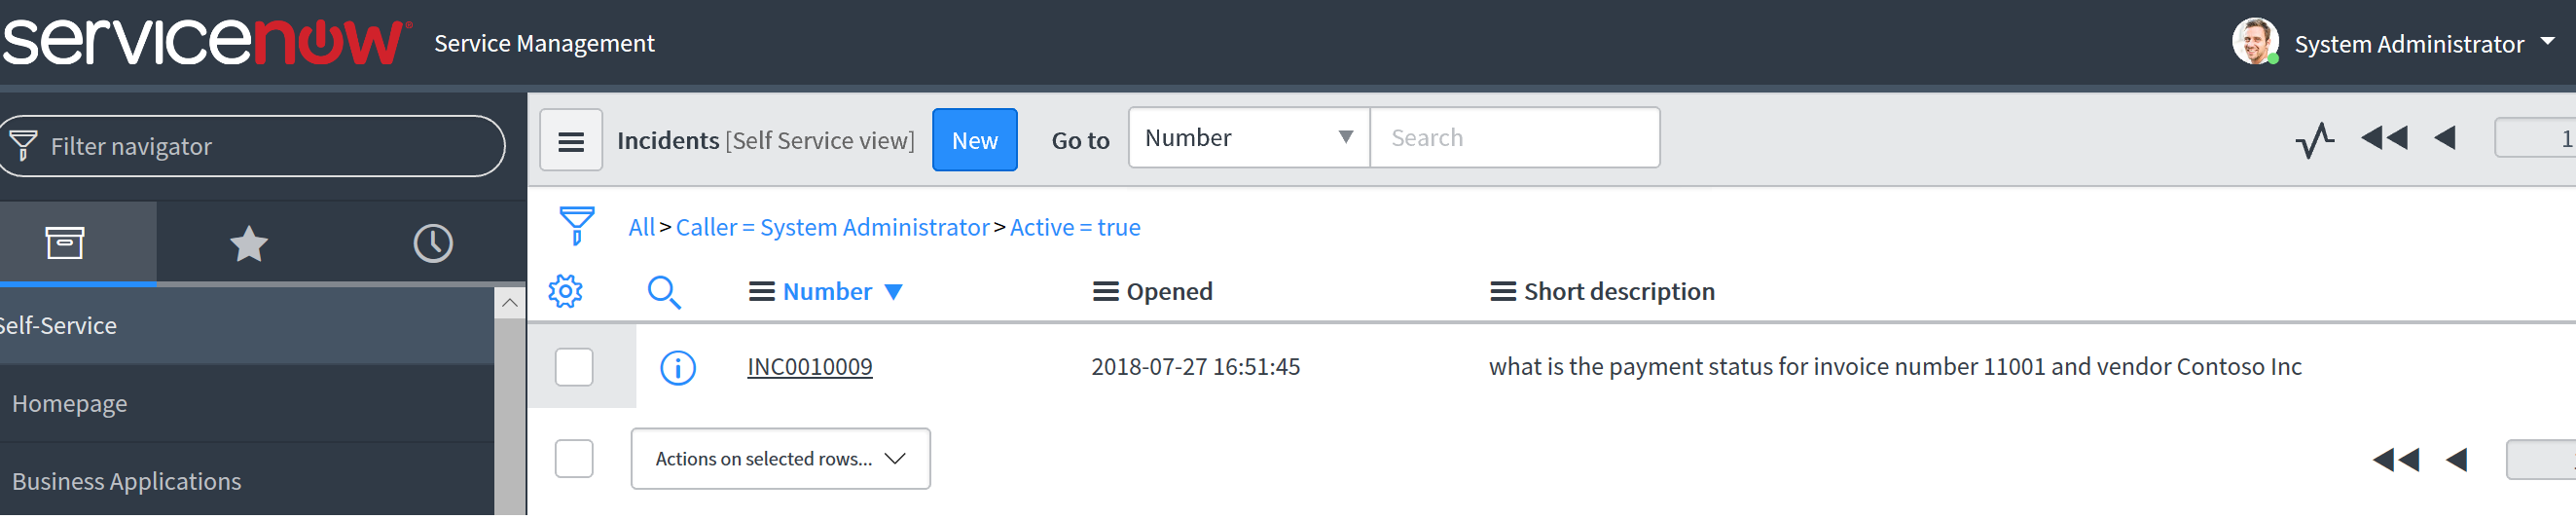 servicenow® Service Management
System Administrator
Filter navigator
Self-Service
Homepage
Business Applications
Incidents [Self Service view] New Go to Number Search
1
All > Caller = System Administrator > Active = true
Number Opened Short description
INC0010009 2018-07-27 16:51:45 what is the payment status for invoice number 11001 and vendor Contoso Inc
Actions on selected rows...